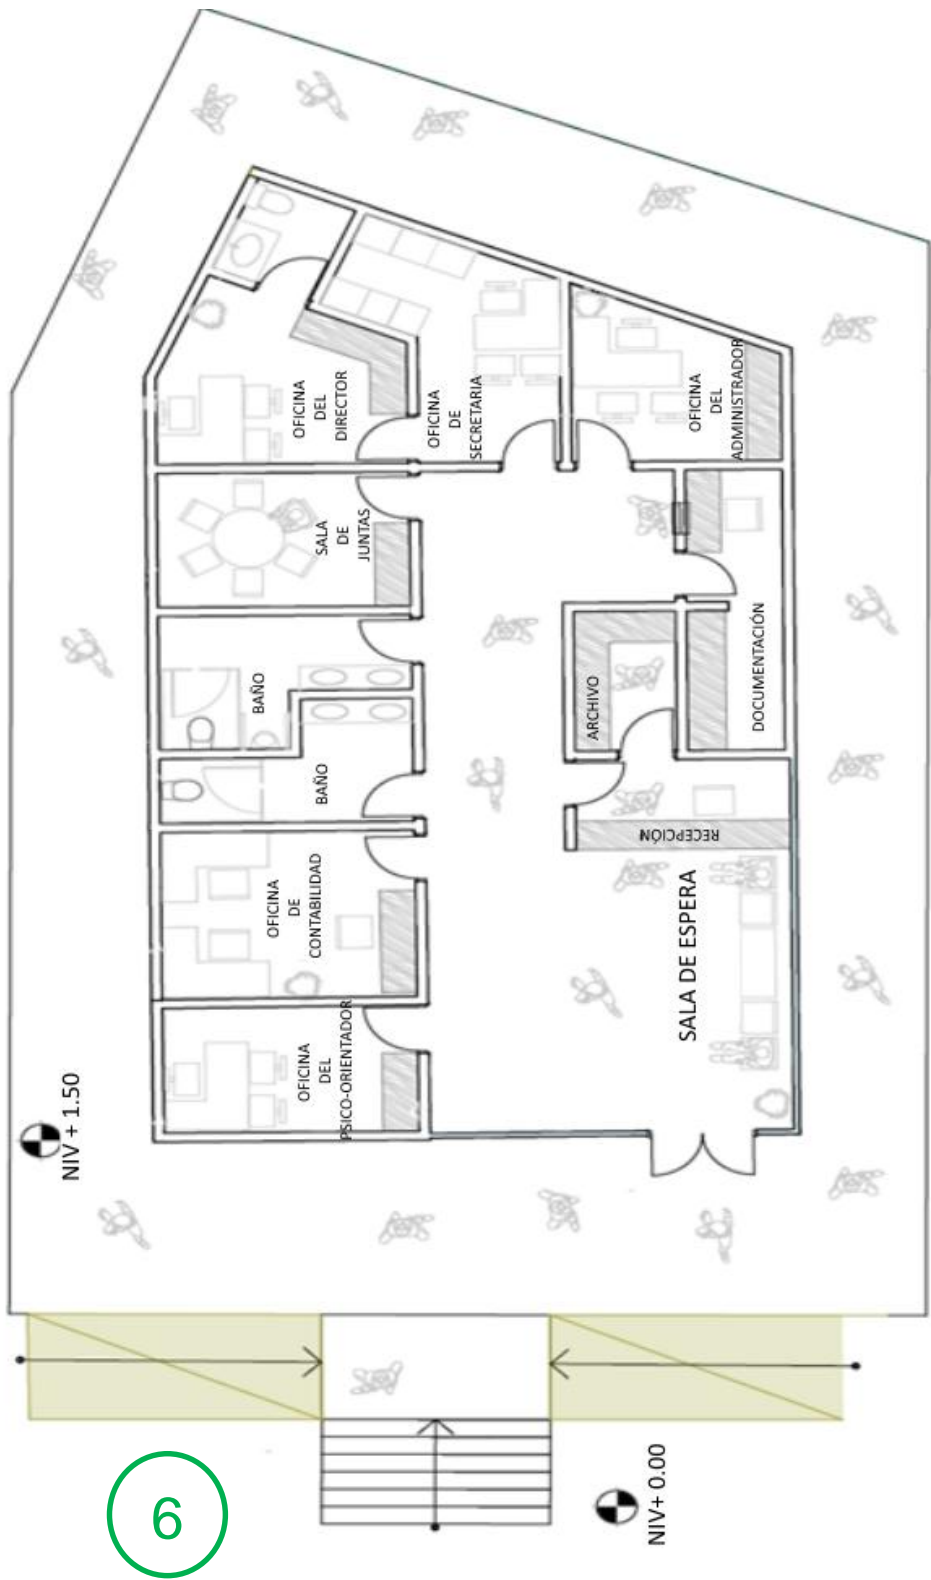 OFICINA
DEL
DIRECTOR
OFICINA
DE
SECRETARIA
OFICINA
DEL
ADMINISTRADOR
SALA
DE
JUNTAS
BAÑO
BAÑO
ARCHIVO
DOCUMENTACIÓN
RECEPCIÓN
OFICINA
DE
CONTABILIDAD
SALA DE ESPERA
OFICINA
DEL
PSICO-ORIENTADOR
NIV + 1.50
NIV+ 0.00
6